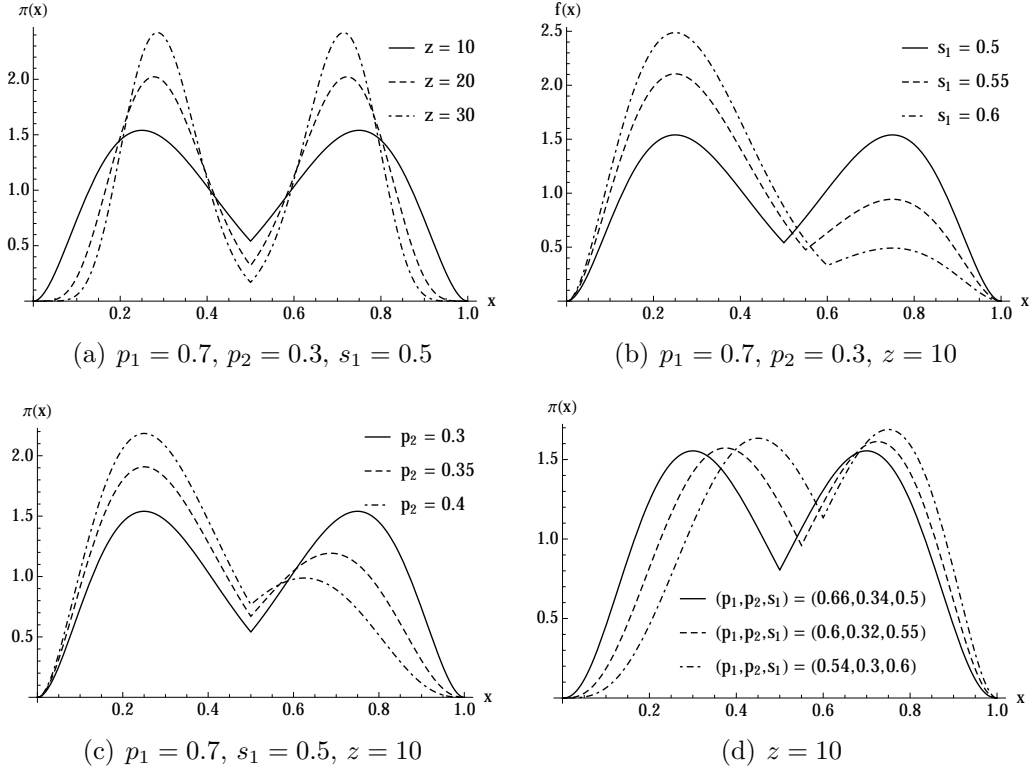 π(x)
2.0
1.5
1.0
0.5
0.2 0.4 0.6 0.8 1.0 x
z = 10
z = 20
z = 30
(a) p₁ = 0.7, p₂ = 0.3, s₁ = 0.5
f(x)
2.5
2.0
1.5
1.0
0.5
0.2 0.4 0.6 0.8 1.0 x
s₁ = 0.5
s₁ = 0.55
s₁ = 0.6
(b) p₁ = 0.7, p₂ = 0.3, z = 10
π(x)
2.0
1.5
1.0
0.5
0.2 0.4 0.6 0.8 1.0 x
p₂ = 0.3
p₂ = 0.35
p₂ = 0.4
(c) p₁ = 0.7, s₁ = 0.5, z = 10
π(x)
1.5
1.0
0.5
0.2 0.4 0.6 0.8 1.0 x
(p₁,p₂,s₁) = (0.66,0.34,0.5)
(p₁,p₂,s₁) = (0.6,0.32,0.55)
(p₁,p₂,s₁) = (0.54,0.3,0.6)
(d) z = 10